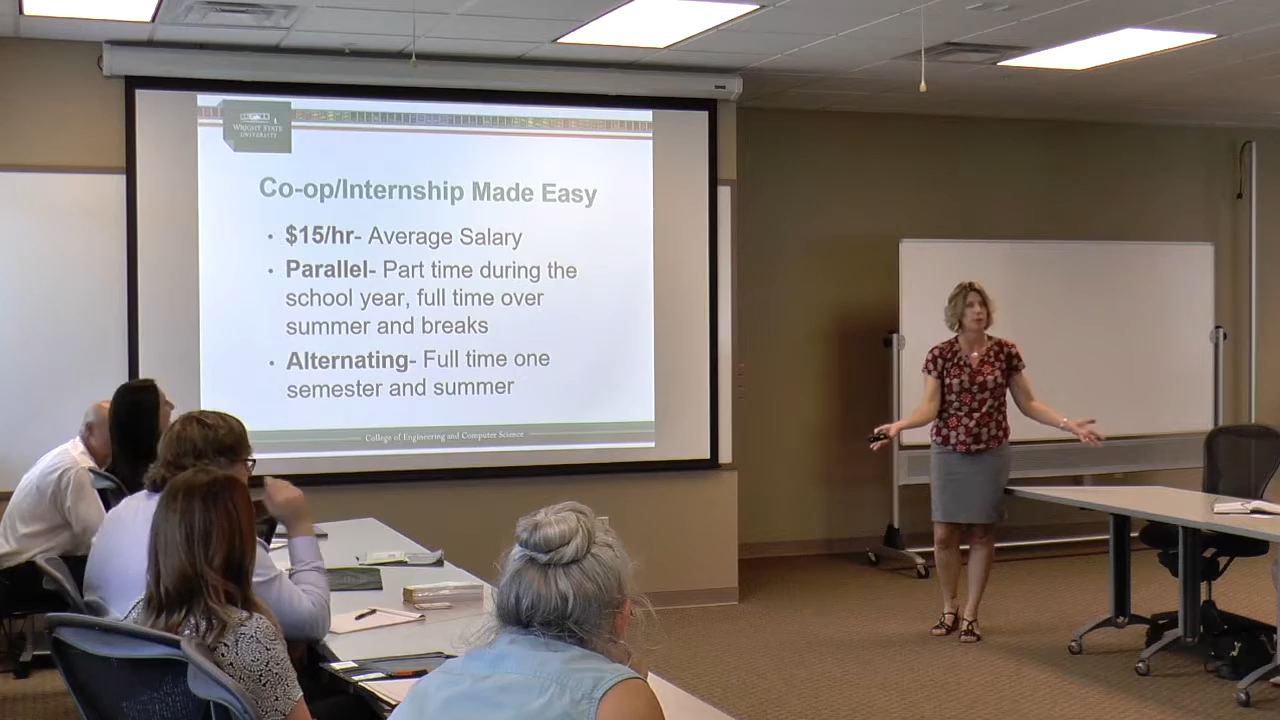 WRIGHT STATE
UNIVERSITY
Co-op/Internship Made Easy
• $15/hr- Average Salary
• Parallel- Part time during the
school year, full time over
summer and breaks
• Alternating- Full time one
semester and summer
College of Engineering and Computer Science